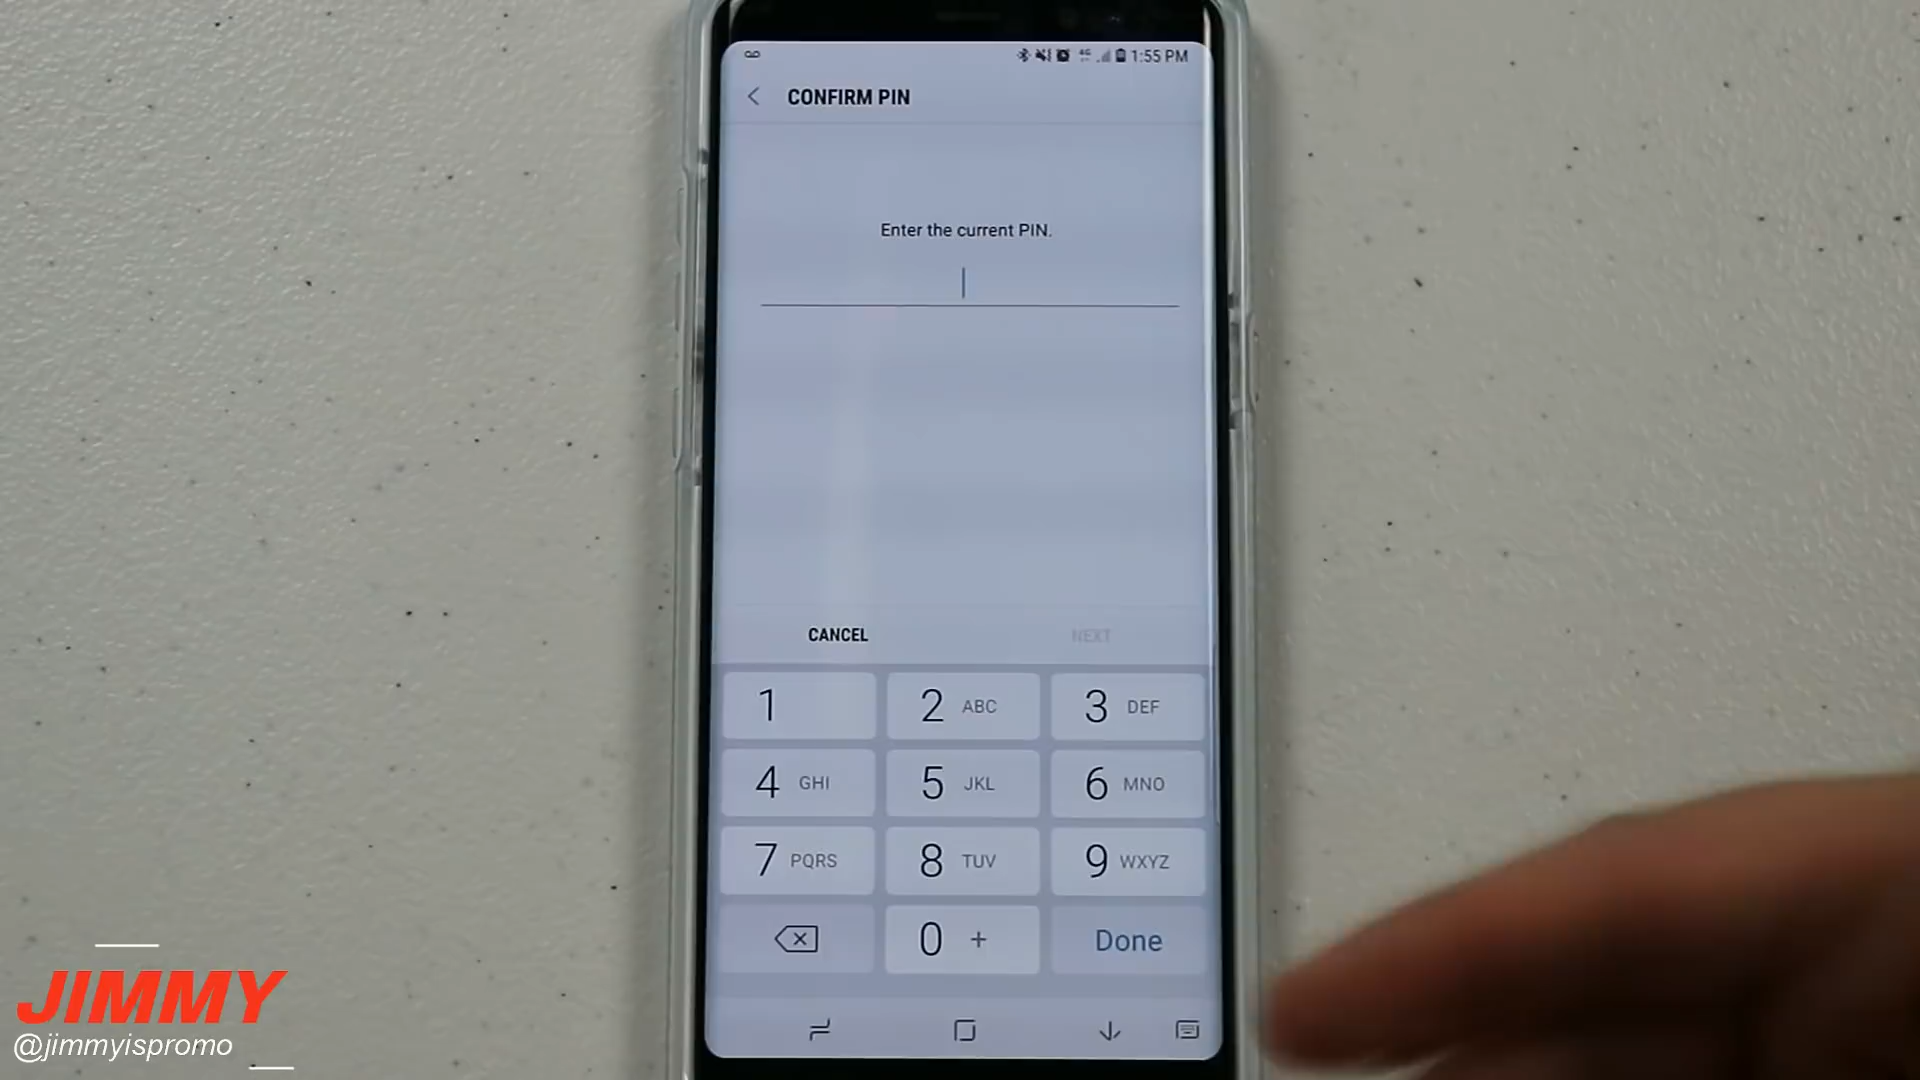 1:55 PM
CONFIRM PIN
Enter the current PIN.
CANCEL NEXT
1 2 ABC 3 DEF
4 GHI 5 JKL 6 MNO
7 PQRS 8 TUV 9 WXYZ
0 + Done
JIMMY
@jimmyispromo